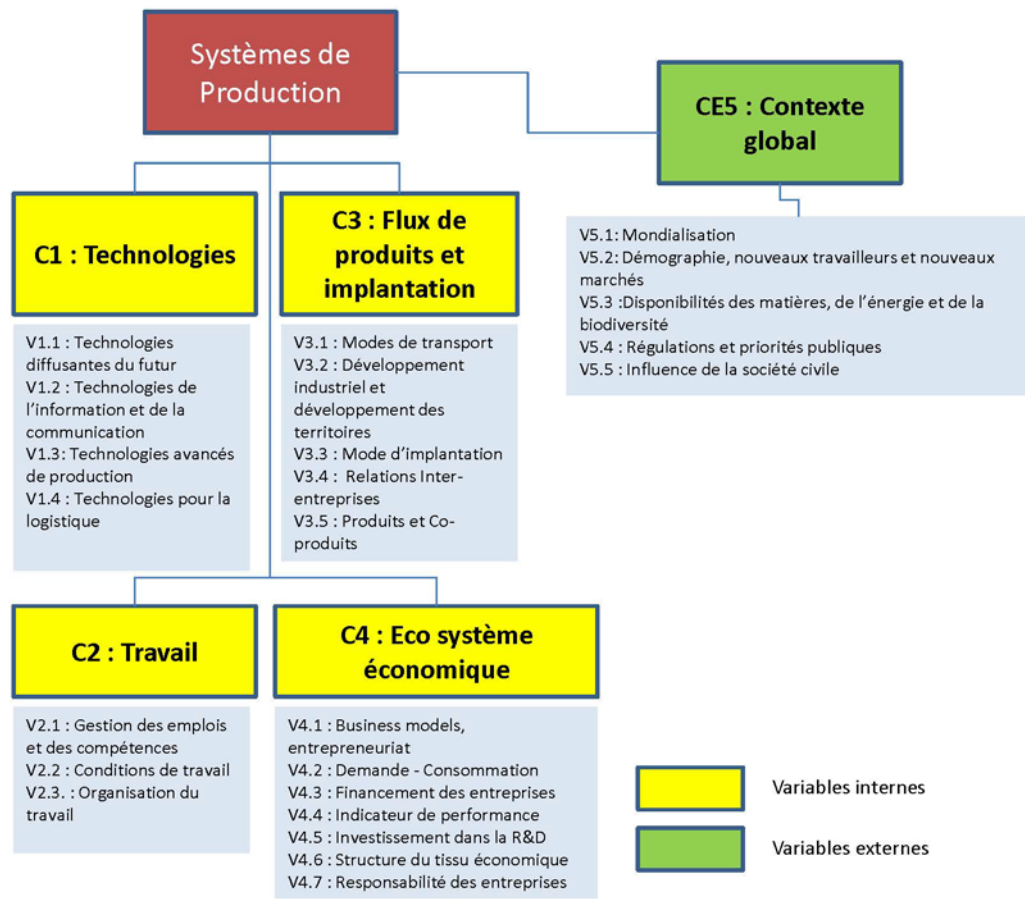 Systèmes de
Production
CE5 : Contexte
global
C1 : Technologies
C3 : Flux de
produits et
implantation
V5.1: Mondialisation
V5.2: Démographie, nouveaux travailleurs et nouveaux
marchés
V5.3 :Disponibilités des matières, de l'énergie et de la
biodiversité
V5.4 : Régulations et priorités publiques
V5.5 : Influence de la société civile
V1.1 : Technologies
diffusantes du futur
V1.2 : Technologies de
l'information et de la
communication
V1.3: Technologies avancés
de production
V1.4 : Technologies pour la
logistique
V3.1 : Modes de transport
V3.2 : Développement
industriel et
développement des
territoires
V3.3 : Mode d'implantation
V3.4 : Relations Inter-
entreprises
V3.5 : Produits et Co-
produits
C2 : Travail
C4 : Eco système
économique
V2.1 : Gestion des emplois
et des compétences
V2.2 : Conditions de travail
V2.3. : Organisation du
travail
V4.1 : Business models,
entrepreneuriat
V4.2 : Demande - Consommation
V4.3 : Financement des entreprises
V4.4 : Indicateur de performance
V4.5 : Investissement dans la R&D
V4.6 : Structure du tissu économique
V4.7 : Responsabilité des entreprises
Variables internes
Variables externes